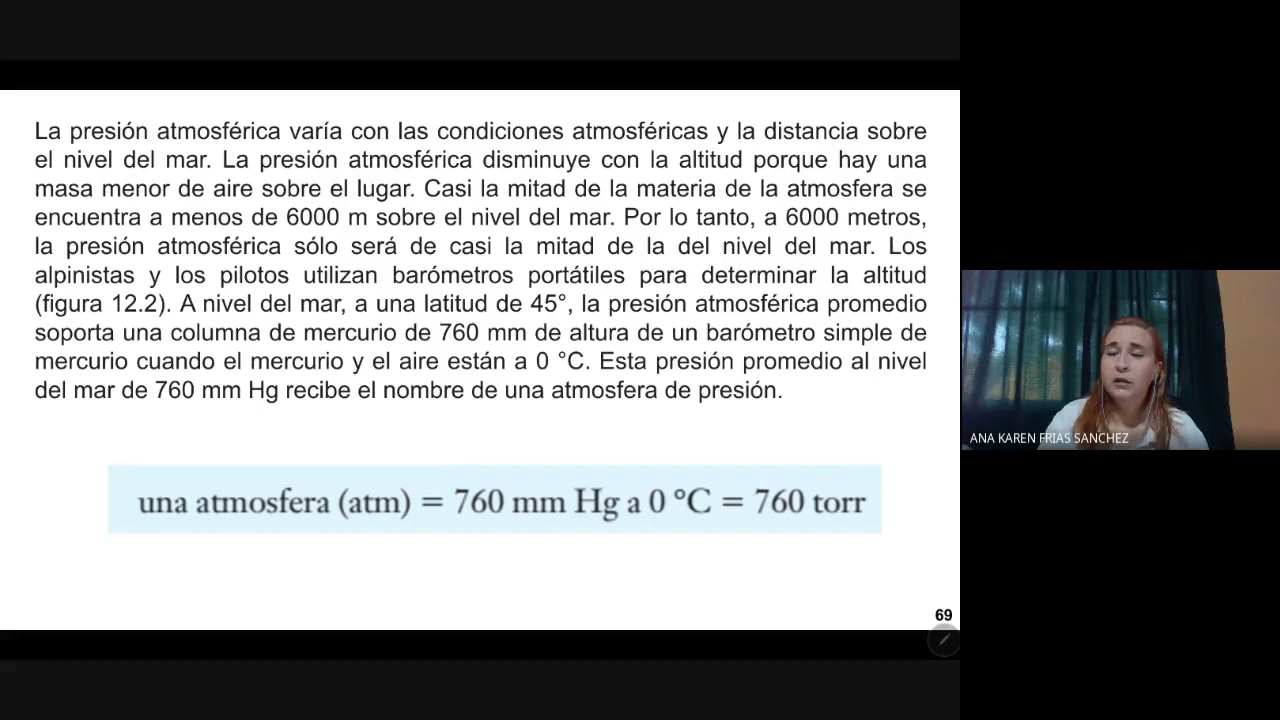 La presión atmosférica varía con las condiciones atmosféricas y la distancia sobre
el nivel del mar. La presión atmosférica disminuye con la altitud porque hay una
masa menor de aire sobre el lugar. Casi la mitad de la materia de la atmosfera se
encuentra a menos de 6000 m sobre el nivel del mar. Por lo tanto, a 6000 metros,
la presión atmosférica sólo será de casi la mitad de la del nivel del mar. Los
alpinistas y los pilotos utilizan barómetros portátiles para determinar la altitud
(figura 12.2). A nivel del mar, a una latitud de 45°, la presión atmosférica promedio
soporta una columna de mercurio de 760 mm de altura de un barómetro simple de
mercurio cuando el mercurio y el aire están a 0 °C. Esta presión promedio al nivel
del mar de 760 mm Hg recibe el nombre de una atmosfera de presión.
una atmosfera (atm) = 760 mm Hg a 0 °C = 760 torr
69
ANA KAREN FRIAS SANCHEZ